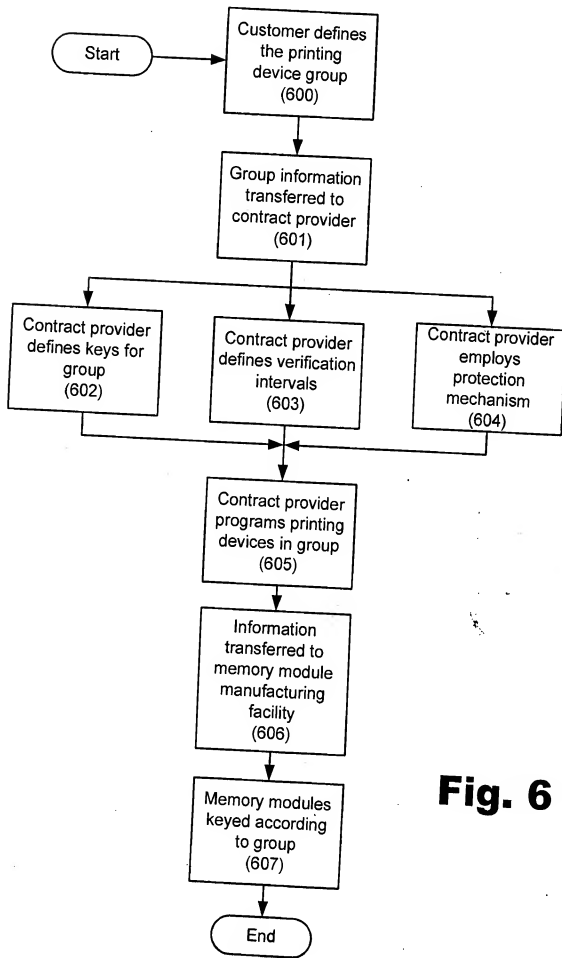 Start
Customer defines
the printing
device group
(600)
Group information
transferred to
contract provider
(601)
Contract provider
defines keys for
group
(602)
Contract provider
defines verification
intervals
(603)
Contract provider
employs
protection
mechanism
(604)
Contract provider
programs printing
devices in group
(605)
Information
transferred to
memory module
manufacturing
facility
(606)
Memory modules
keyed according
to group
(607)
Fig. 6
End